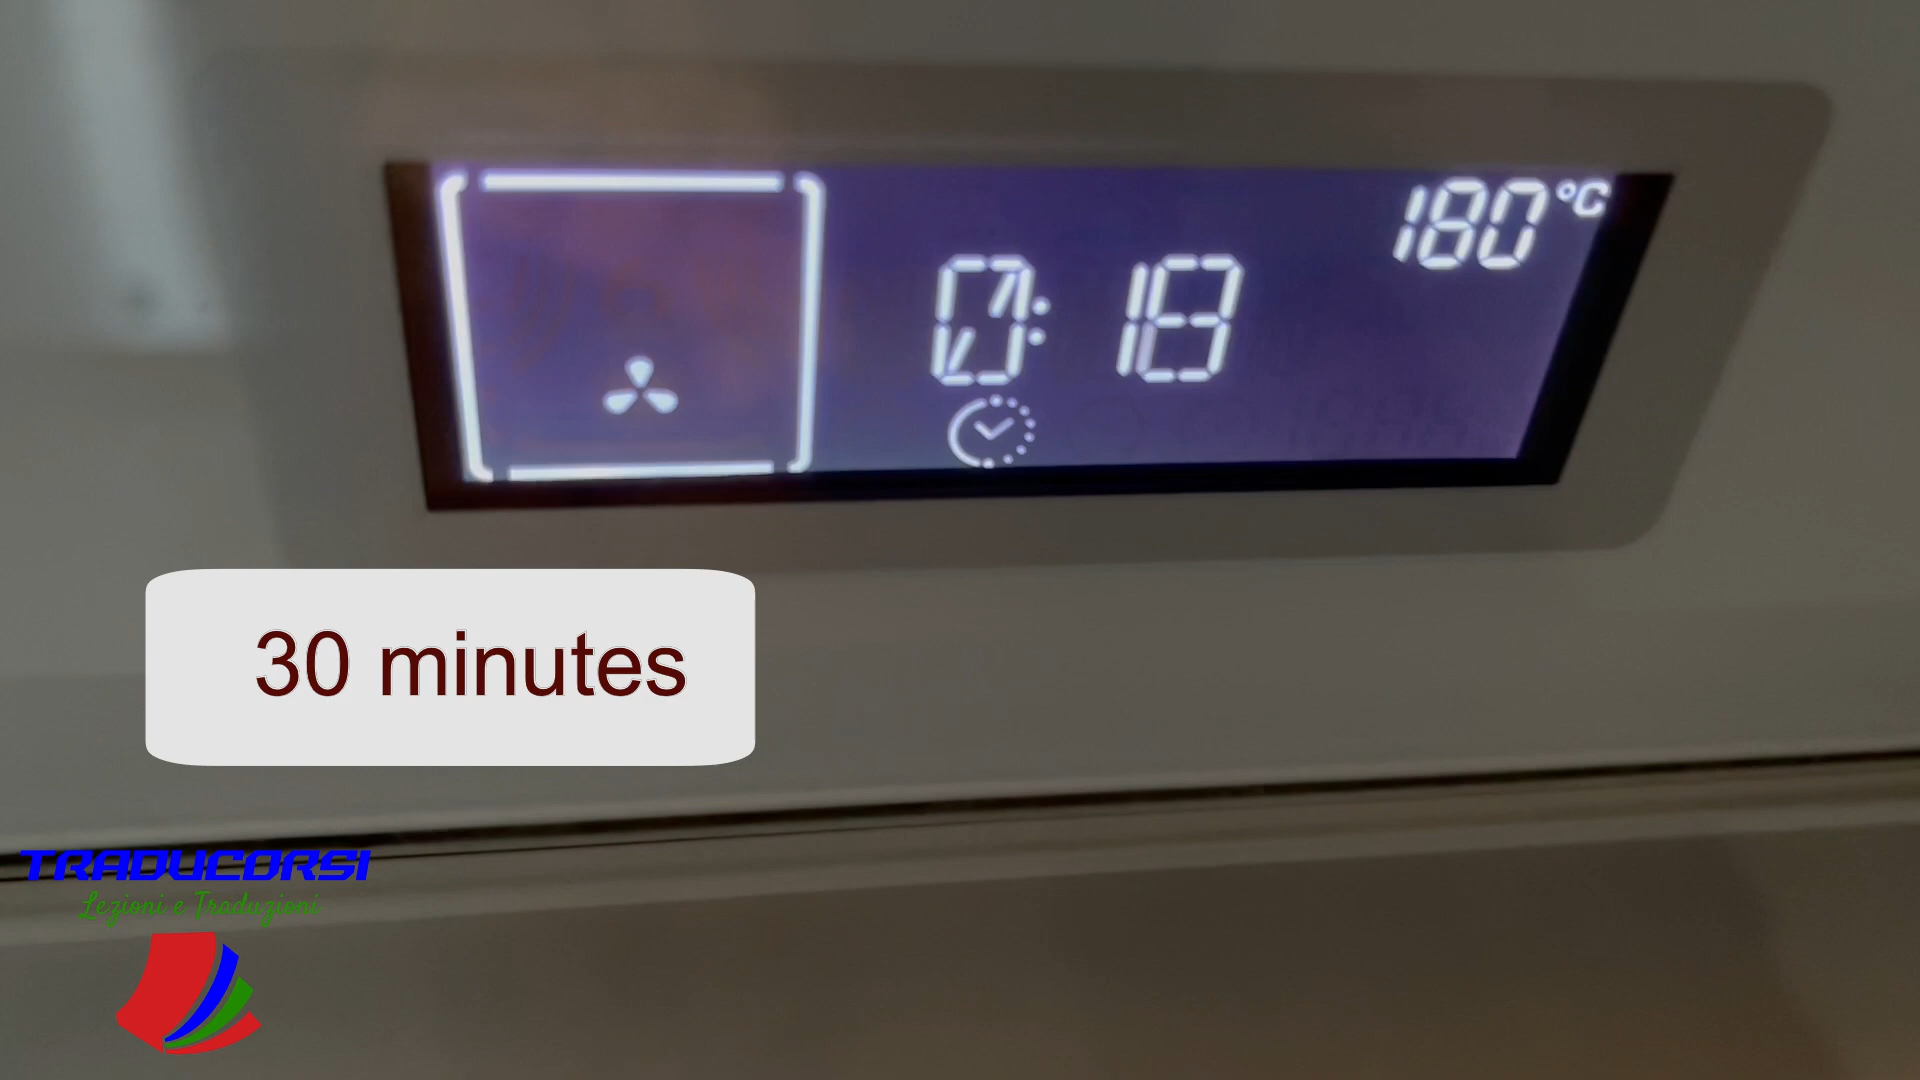 180°C
0:18
30 minutes
TRADUCORSI
Lezioni e Traduzioni